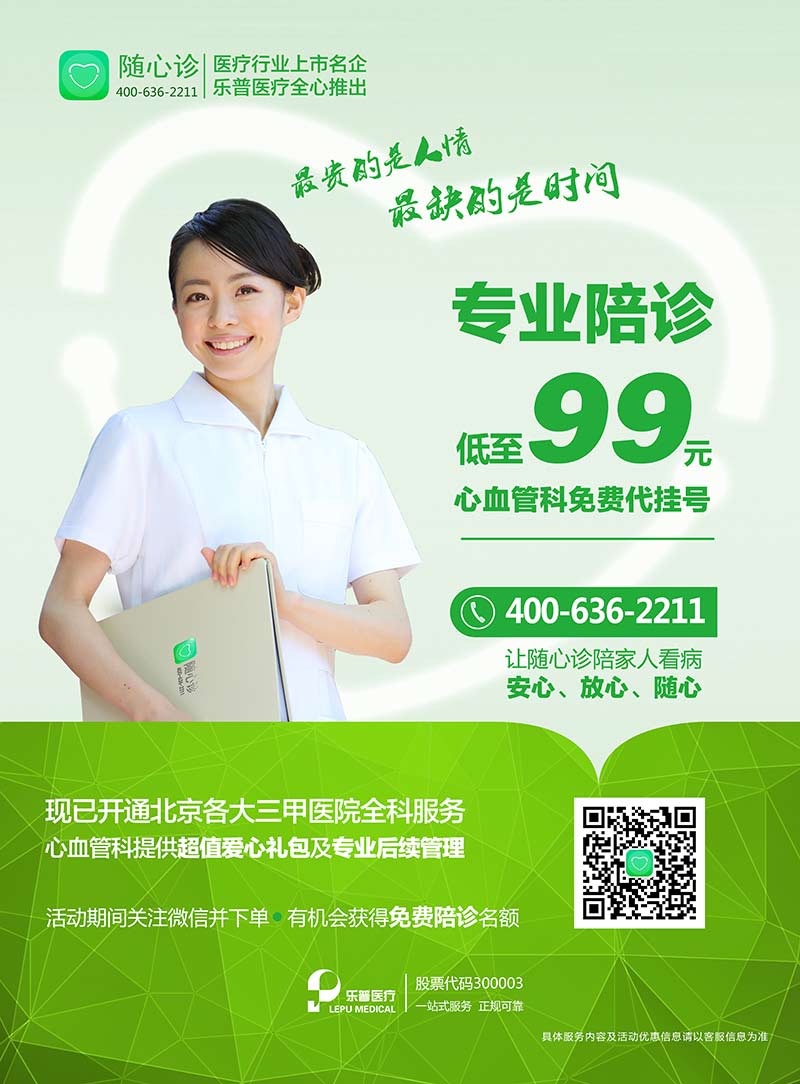 随心诊
400-636-2211
医疗行业上市名企
乐普医疗全心推出
最贵的是人情
最缺的是时间
专业陪诊
低至99元
心血管科免费代挂号
400-636-2211
让随心诊陪家人看病
安心、放心、随心
随心诊
400-636-2211
现已开通北京各大三甲医院全科服务
心血管科提供超值爱心礼包及专业后续管理
活动期间关注微信并下单•有机会获得免费陪诊名额
乐普医疗
LEPU MEDICAL
股票代码300003
一站式服务 正规可靠
具体服务内容及活动优惠信息请以客服信息为准